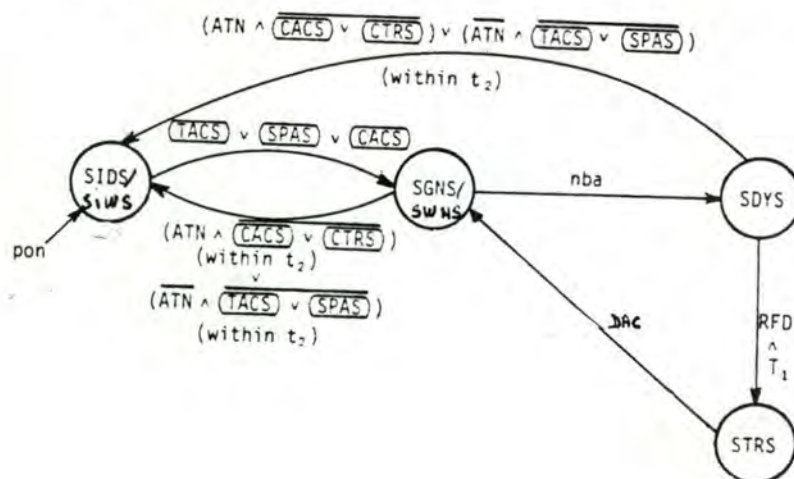 (ATN ∧ (CACS) ∨ (CTRS)) ∨ (ATN ∧ (TACS) ∨ (SPAS))
(within t₂)
(TACS) ∨ (SPAS) ∨ (CACS)
SIDS/
SIWS
SGNS/
SWNS
nba
SDYS
pon
(ATN ∧ (CACS) ∨ (CTRS))
(within t₂)
∨
(ATN ∧ (TACS) ∨ (SPAS))
(within t₂)
DAC
RFD
∧
T₁
STRS